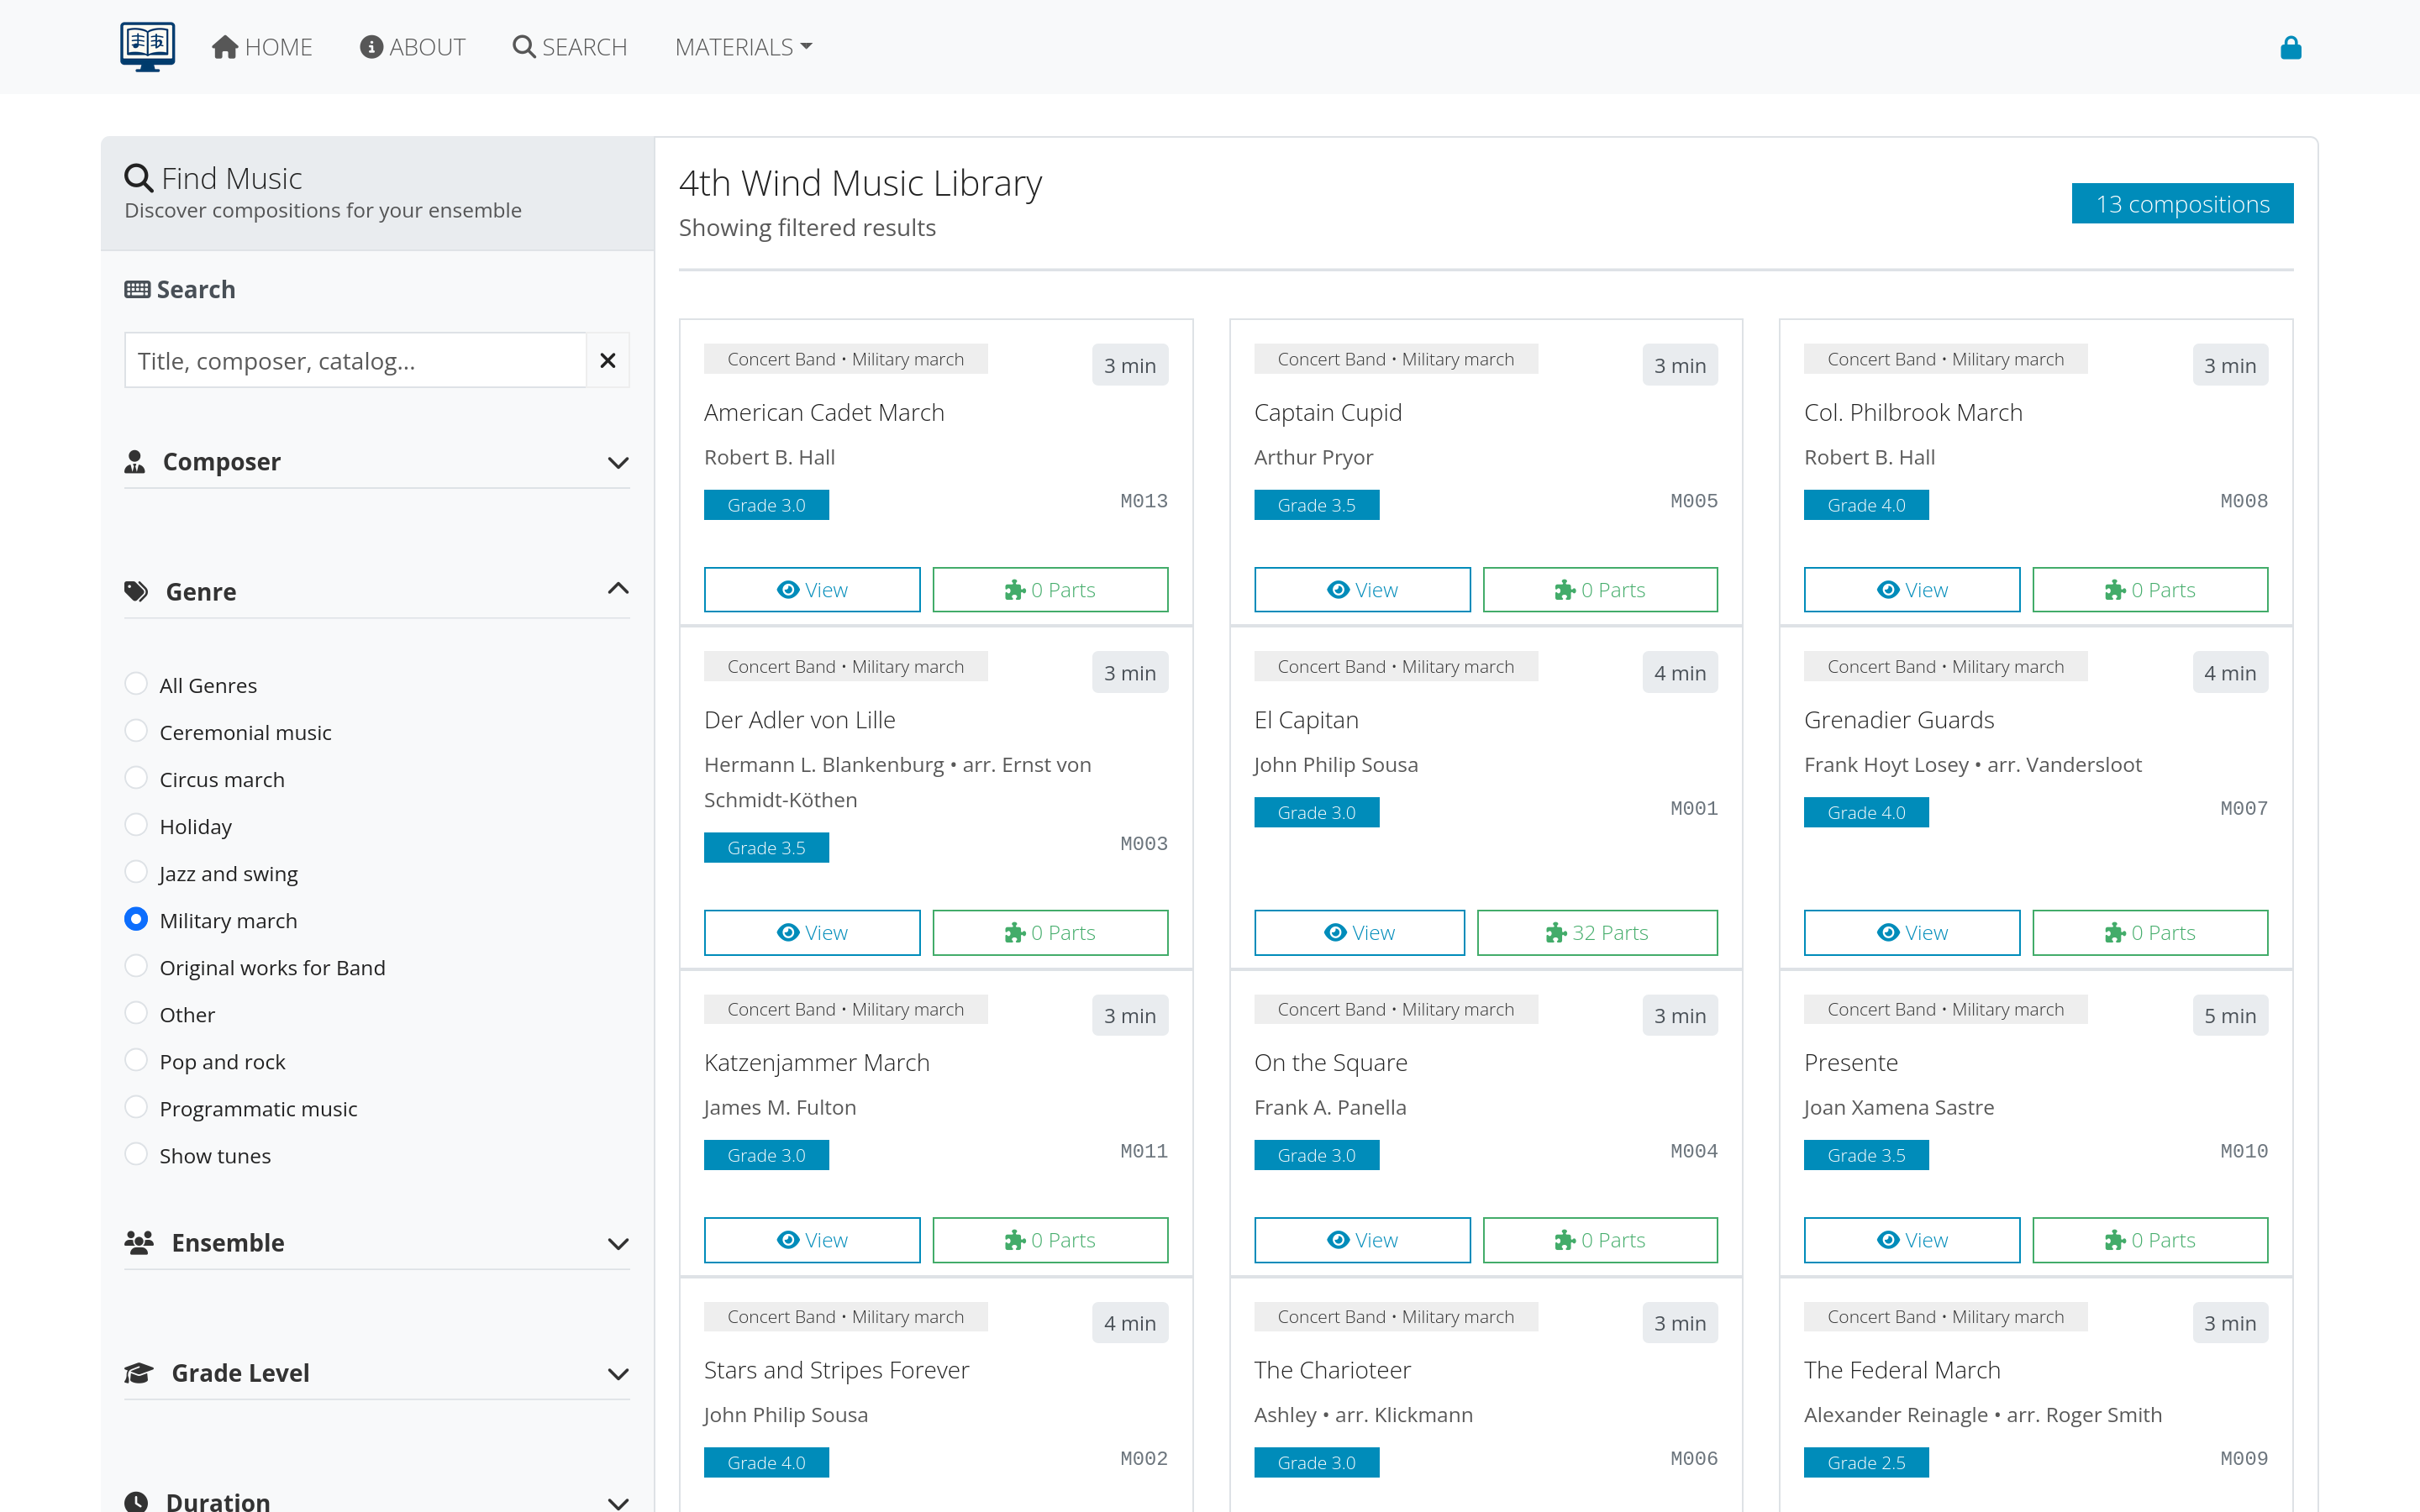 HOME ABOUT SEARCH MATERIALS
Find Music
Discover compositions for your ensemble
Search
Title, composer, catalog...
Composer
Genre
All Genres
Ceremonial music
Circus march
Holiday
Jazz and swing
Military march
Original works for Band
Other
Pop and rock
Programmatic music
Show tunes
Ensemble
Grade Level
Duration
4th Wind Music Library
Showing filtered results
13 compositions
Concert Band • Military march
3 min
American Cadet March
Robert B. Hall
Grade 3.0
M013
View
0 Parts
Concert Band • Military march
3 min
Captain Cupid
Arthur Pryor
Grade 3.5
M005
View
0 Parts
Concert Band • Military march
3 min
Col. Philbrook March
Robert B. Hall
Grade 4.0
M008
View
0 Parts
Concert Band • Military march
3 min
Der Adler von Lille
Hermann L. Blankenburg • arr. Ernst von
Schmidt-Köthen
Grade 3.5
M003
View
0 Parts
Concert Band • Military march
4 min
El Capitan
John Philip Sousa
Grade 3.0
M001
View
32 Parts
Concert Band • Military march
4 min
Grenadier Guards
Frank Hoyt Losey • arr. Vandersloot
Grade 4.0
M007
View
0 Parts
Concert Band • Military march
3 min
Katzenjammer March
James M. Fulton
Grade 3.0
M011
View
0 Parts
Concert Band • Military march
3 min
On the Square
Frank A. Panella
Grade 3.0
M004
View
0 Parts
Concert Band • Military march
5 min
Presente
Joan Xamena Sastre
Grade 3.5
M010
View
0 Parts
Concert Band • Military march
4 min
Stars and Stripes Forever
John Philip Sousa
Grade 4.0
M002
Concert Band • Military march
3 min
The Charioteer
Ashley • arr. Klickmann
Grade 3.0
M006
Concert Band • Military march
3 min
The Federal March
Alexander Reinagle • arr. Roger Smith
Grade 2.5
M009